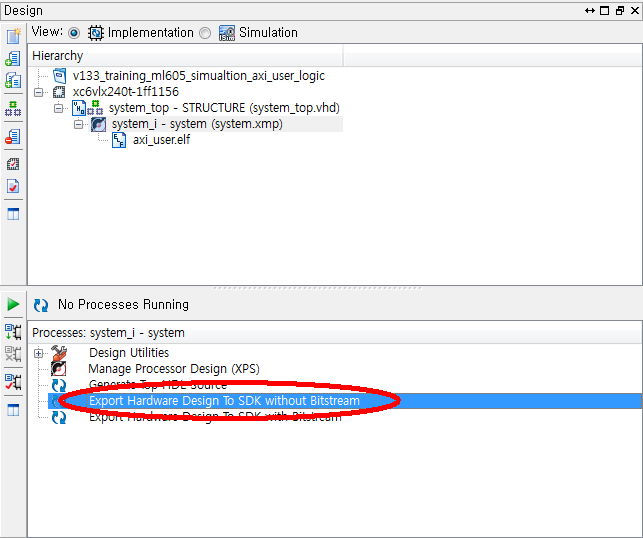 Design
View: Implementation Simulation
Hierarchy
v133_training_ml605_simualtion_axi_user_logic
xc6vlx240t-1ff1156
system_top - STRUCTURE (system_top.vhd)
system_i - system (system.xmp)
axi_user.elf
No Processes Running
Processes: system_i - system
Design Utilities
Manage Processor Design (XPS)
Generate Top HDL Source
Export Hardware Design To SDK without Bitstream
Export Hardware Design To SDK with Bitstream